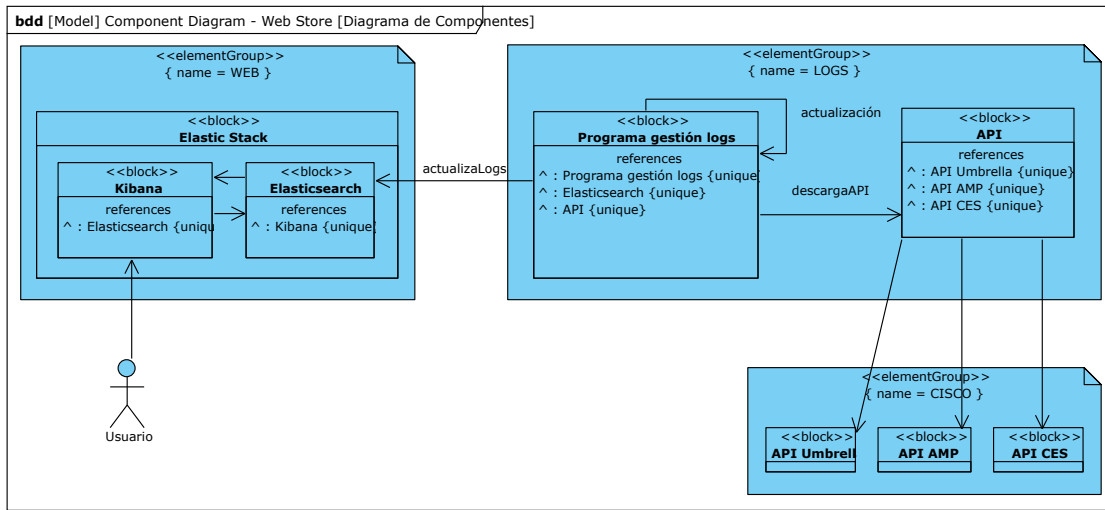 bdd [Model] Component Diagram - Web Store [Diagrama de Componentes]
<<elementGroup>>
{ name = WEB }
<<block>>
Elastic Stack
<<block>>
Kibana
references
^ : Elasticsearch {uniqu
<<block>>
Elasticsearch
references
^ : Kibana {unique}
actualizaLogs
<<elementGroup>>
{ name = LOGS }
<<block>>
Programa gestión logs
references
^ : Programa gestión logs {unique}
^ : Elasticsearch {unique}
^ : API {unique}
actualización
descargaAPI
<<block>>
API
references
^ : API Umbrella {unique}
^ : API AMP {unique}
^ : API CES {unique}
Usuario
<<elementGroup>>
{ name = CISCO }
<<block>>
API Umbrell
<<block>>
API AMP
<<block>>
API CES